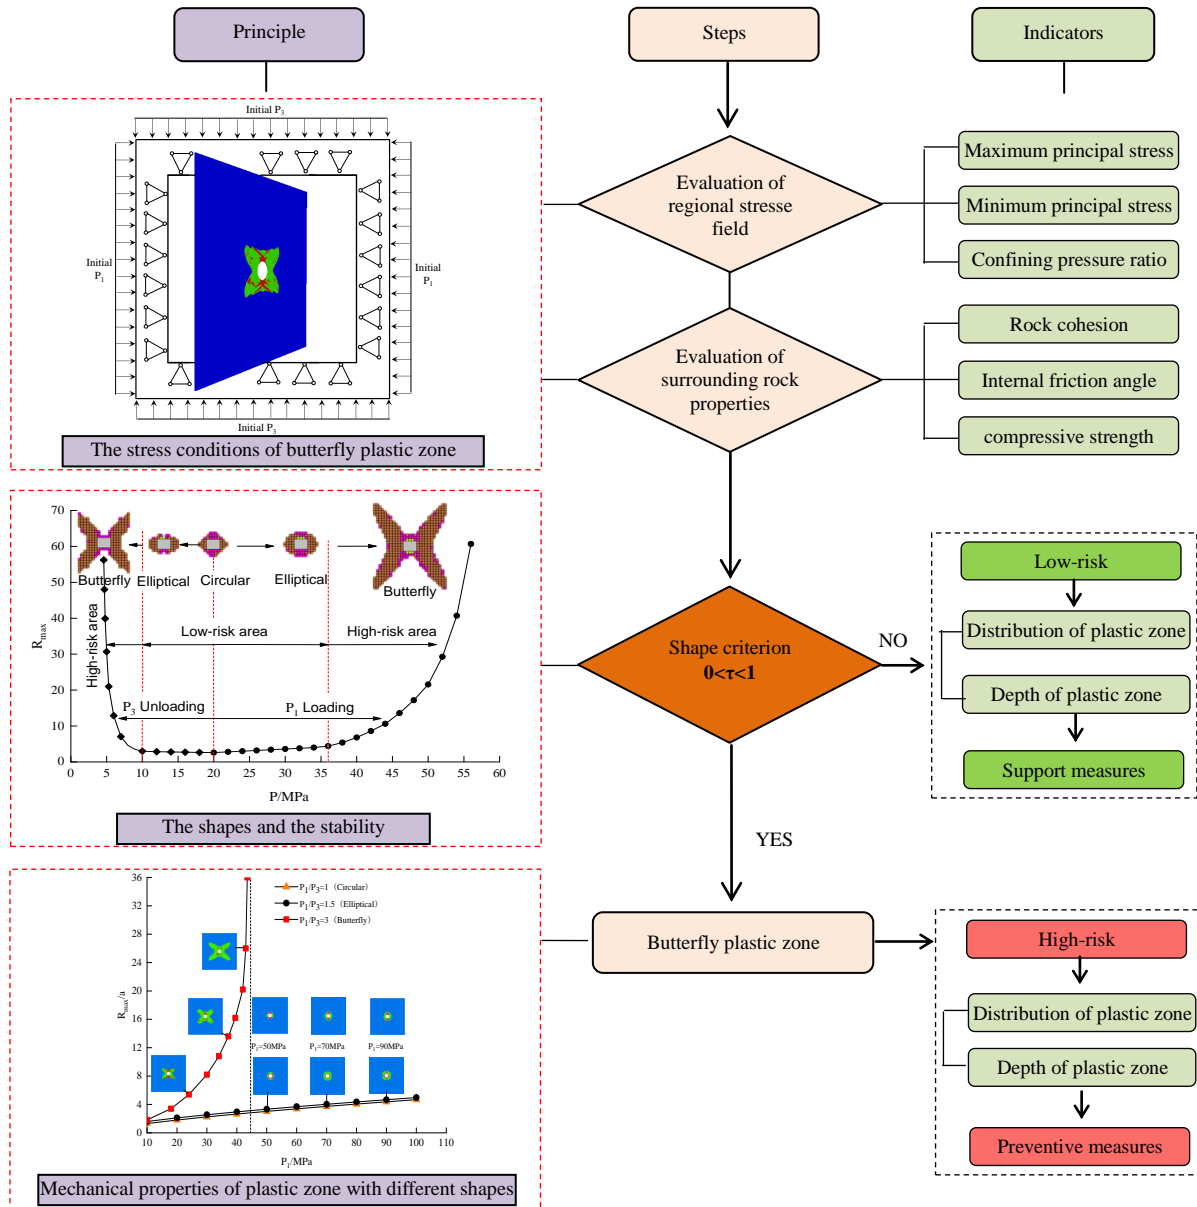 Principle
Steps
Indicators
Initial P3
Initial
P1
Initial
P1
Initial P3
The stress conditions of butterfly plastic zone
Evaluation of
regional stresse
field
Maximum principal stress
Minimum principal stress
Confining pressure ratio
Evaluation of
surrounding rock
properties
Rock cohesion
Internal friction angle
compressive strength
70
60
50
40
30
20
10
0
Rmax
Butterfly
Elliptical
Circular
Elliptical
Butterfly
High-risk area
Low-risk area
High-risk area
P3 Unloading
P1 Loading
0 5 10 15 20 25 30 35 40 45 50 55 60
P/MPa
The shapes and the stability
Shape criterion
0<τ<1
NO
YES
Low-risk
Distribution of plastic zone
Depth of plastic zone
Support measures
36
32
28
24
20
16
12
8
4
0
Rmax/a
P1/P3=1（Circular）
P1/P3=1.5（Elliptical）
P1/P3=3（Butterfly）
P1=50MPa
P1=70MPa
P1=90MPa
10 20 30 40 50 60 70 80 90 100 110
P1/MPa
Mechanical properties of plastic zone with different shapes
Butterfly plastic zone
High-risk
Distribution of plastic zone
Depth of plastic zone
Preventive measures